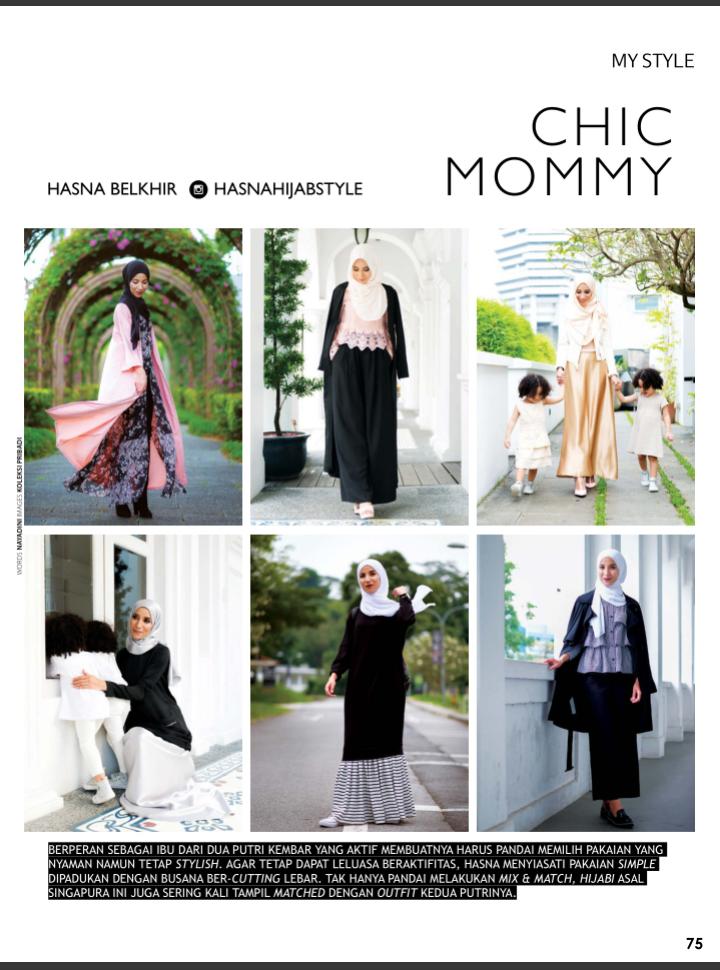 MY STYLE
CHIC
MOMMY
HASNA BELKHIR HASNAHIJABSTYLE
WORDS NAYADINI IMAGES KOLEKSI PRIBADI
BERPERAN SEBAGAI IBU DARI DUA PUTRI KEMBAR YANG AKTIF MEMBUATNYA HARUS PANDAI MEMILIH PAKAIAN YANG
NYAMAN NAMUN TETAP STYLISH. AGAR TETAP DAPAT LELUASA BERAKTIFITAS, HASNA MENYIASATI PAKAIAN SIMPLE
DIPADUKAN DENGAN BUSANA BER-CUTTING LEBAR. TAK HANYA PANDAI MELAKUKAN MIX & MATCH, HIJABI ASAL
SINGAPURA INI JUGA SERING KALI TAMPIL MATCHED DENGAN OUTFIT KEDUA PUTRINYA.
75